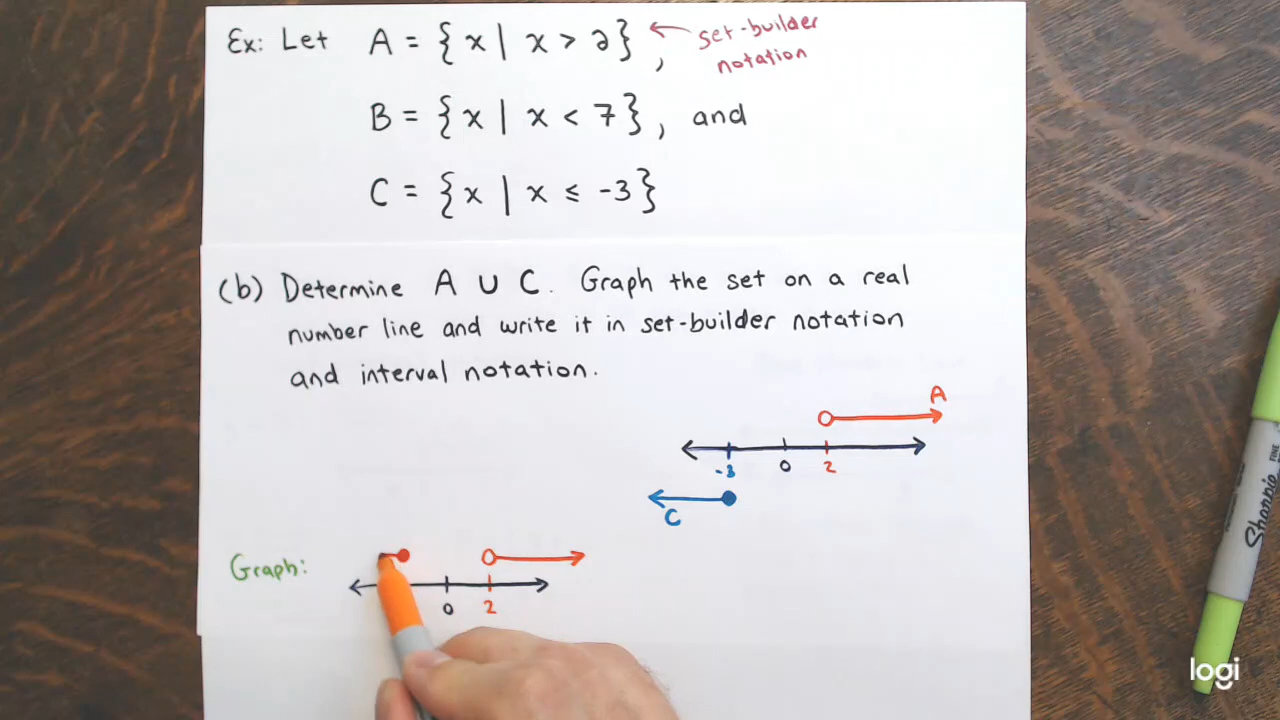 Ex: Let A = { x | x > 2 }, ← set-builder
notation
B = { x | x < 7 }, and
C = { x | x ≤ -3 }
(b) Determine A ∪ C. Graph the set on a real
number line and write it in set-builder notation
and interval notation.
A
-3 0 2
C
Graph:
0 2
Sharpie
FINE
logi